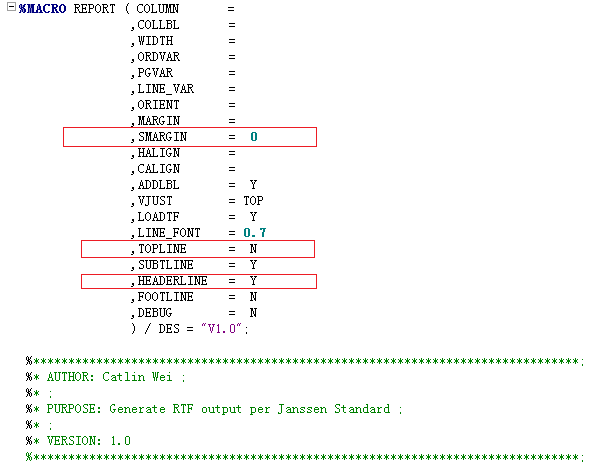 %MACRO REPORT ( COLUMN =
,COLLBL =
,WIDTH =
,ORDVAR =
,PGVAR =
,LINE_VAR =
,ORIENT =
,MARGIN =
,SMARGIN = 0
,HALIGN =
,CALIGN =
,ADDLBL = Y
,VJUST = TOP
,LOADTF = Y
,LINE_FONT = 0.7
,TOPLINE = N
,SUBTLINE = Y
,HEADERLINE = Y
,FOOTLINE = N
,DEBUG = N
) / DES = "V1.0";
%******************************************************************************;
%* AUTHOR: Catlin Wei ;
%* ;
%* PURPOSE: Generate RTF output per Janssen Standard ;
%* ;
%* VERSION: 1.0
%******************************************************************************;